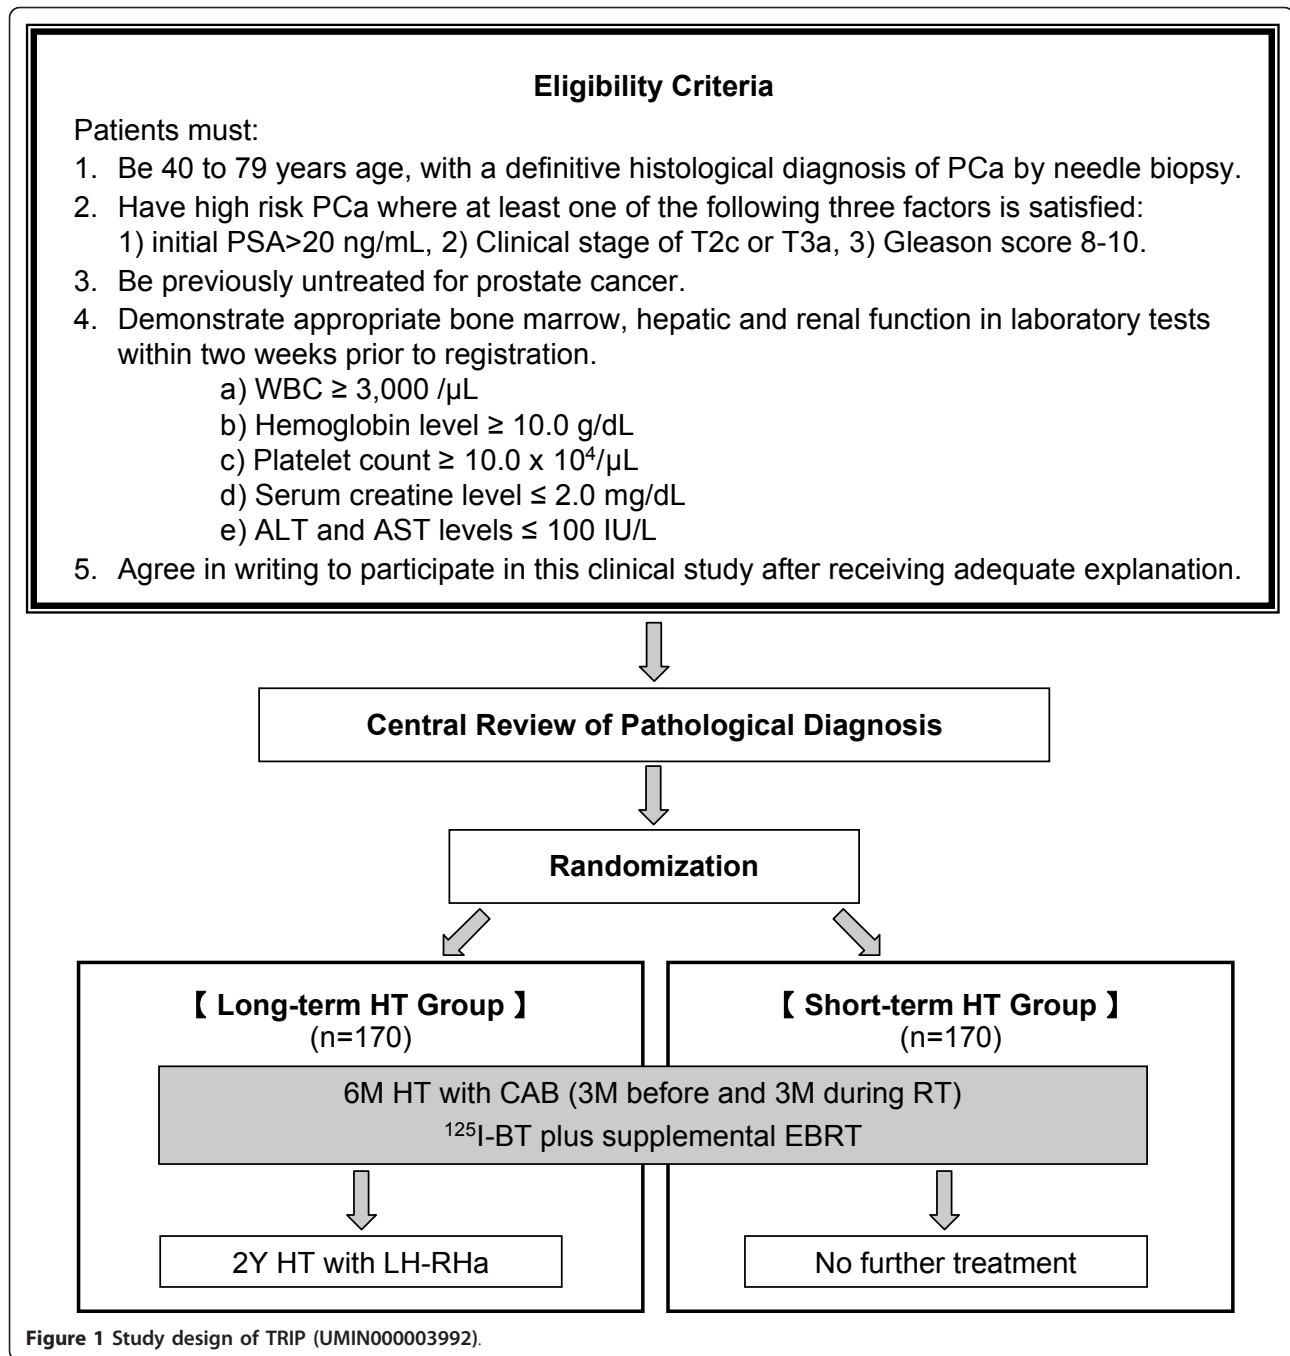 Eligibility Criteria
Patients must:
1. Be 40 to 79 years age, with a definitive histological diagnosis of PCa by needle biopsy.
2. Have high risk PCa where at least one of the following three factors is satisfied:
1) initial PSA>20 ng/mL, 2) Clinical stage of T2c or T3a, 3) Gleason score 8-10.
3. Be previously untreated for prostate cancer.
4. Demonstrate appropriate bone marrow, hepatic and renal function in laboratory tests
within two weeks prior to registration.
a) WBC ≥ 3,000 /µL
b) Hemoglobin level ≥ 10.0 g/dL
c) Platelet count ≥ 10.0 x 10⁴/µL
d) Serum creatine level ≤ 2.0 mg/dL
e) ALT and AST levels ≤ 100 IU/L
5. Agree in writing to participate in this clinical study after receiving adequate explanation.
Central Review of Pathological Diagnosis
Randomization
【 Long-term HT Group 】
(n=170)
【 Short-term HT Group 】
(n=170)
6M HT with CAB (3M before and 3M during RT)
¹²⁵I-BT plus supplemental EBRT
2Y HT with LH-RHa
No further treatment
Figure 1 Study design of TRIP (UMIN000003992).